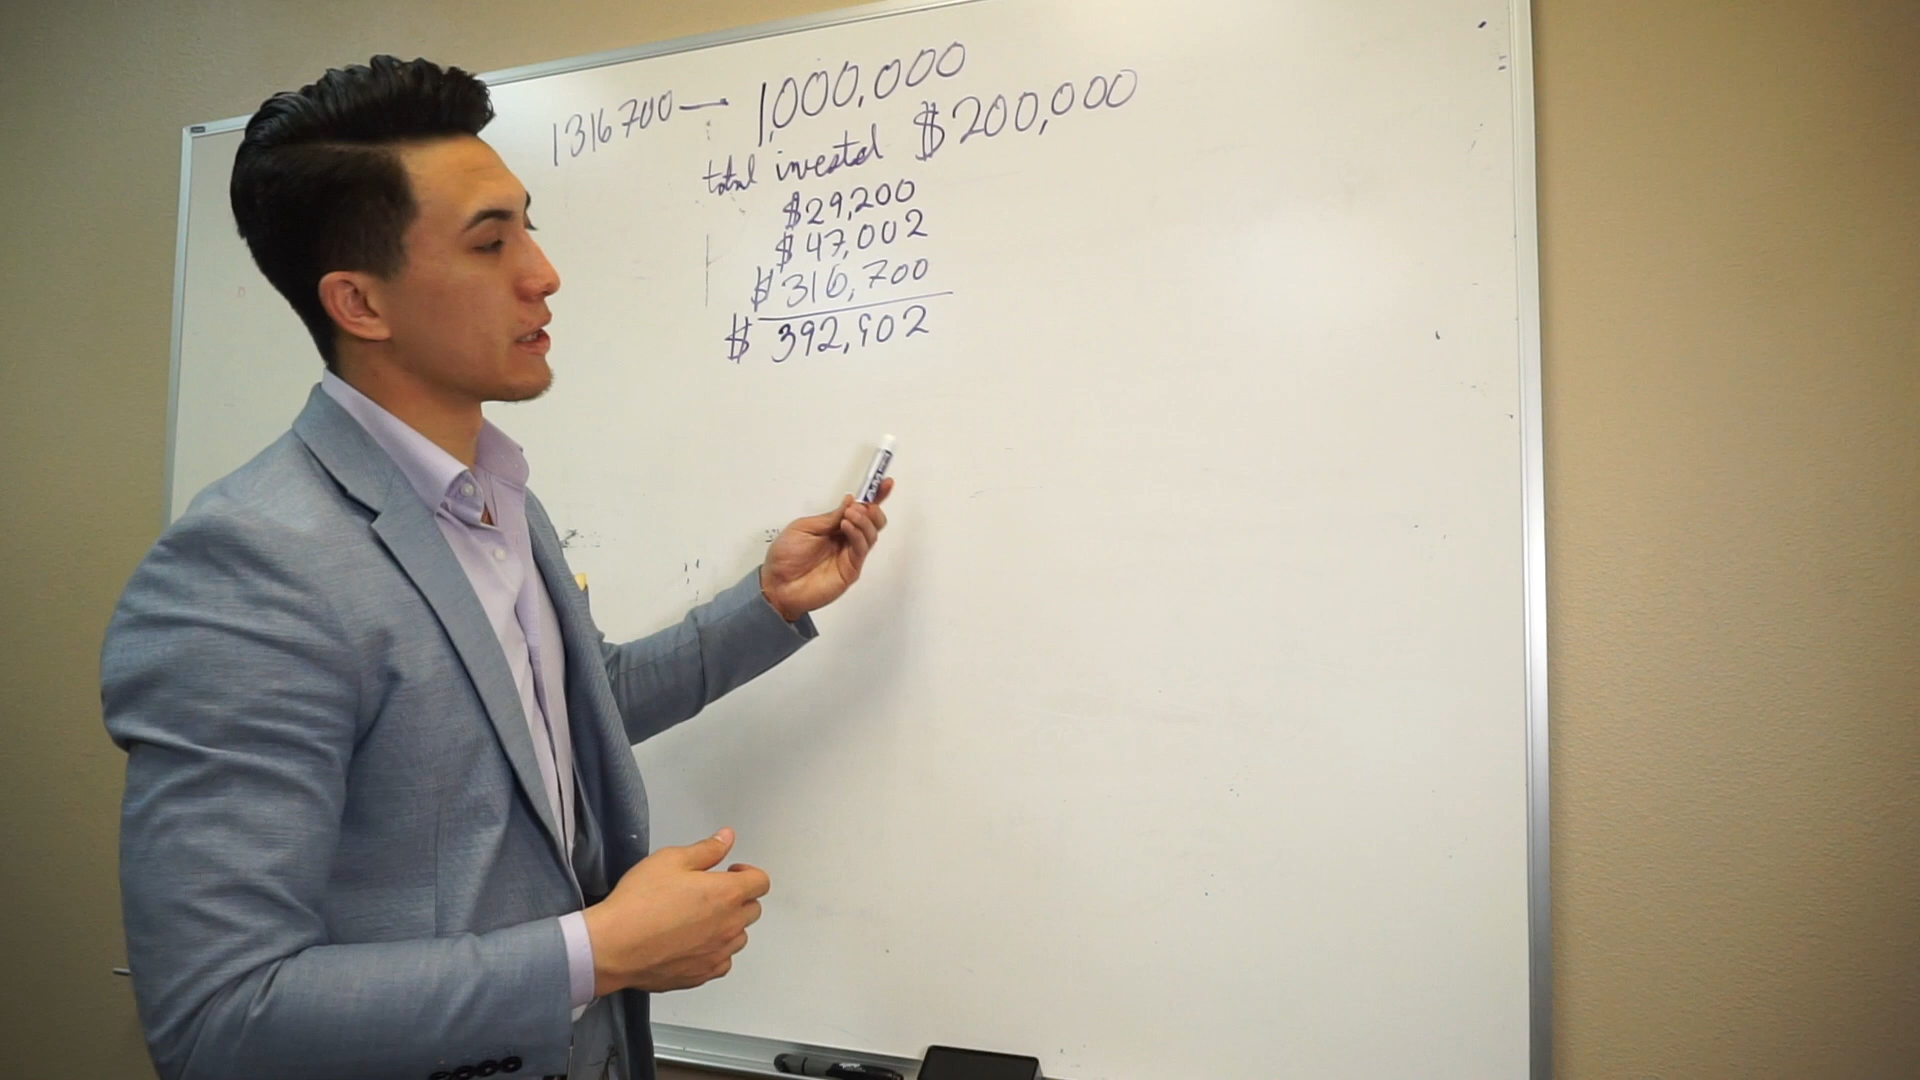 1316700 — 1,000,000
total invested $200,000
$29,200
$47,002
$316,700
$392,902